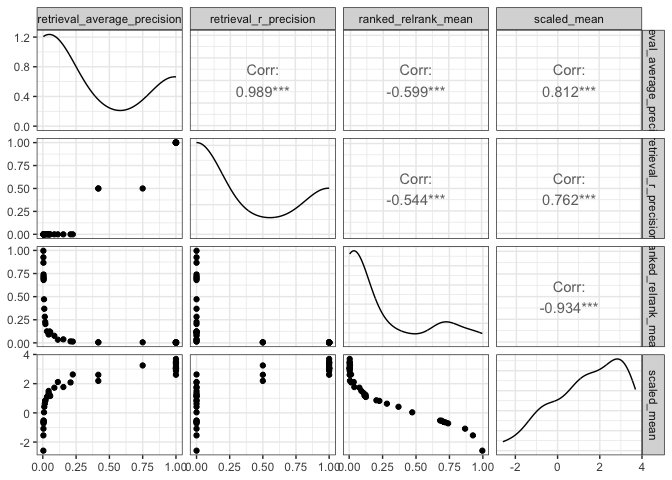 retrieval_average_precision retrieval_r_precision ranked_relrank_mean scaled_mean
1.2
0.8
0.4
0.0
Corr:
0.989***
Corr:
-0.599***
Corr:
0.812***
1.00
0.75
0.50
0.25
0.00
Corr:
-0.544***
Corr:
0.762***
1.00
0.75
0.50
0.25
0.00
Corr:
-0.934***
4
2
0
-2
scaled_mean
0.00 0.25 0.50 0.75 1.00 0.00 0.25 0.50 0.75 1.00 0.00 0.25 0.50 0.75 1.00 -2 0 2 4